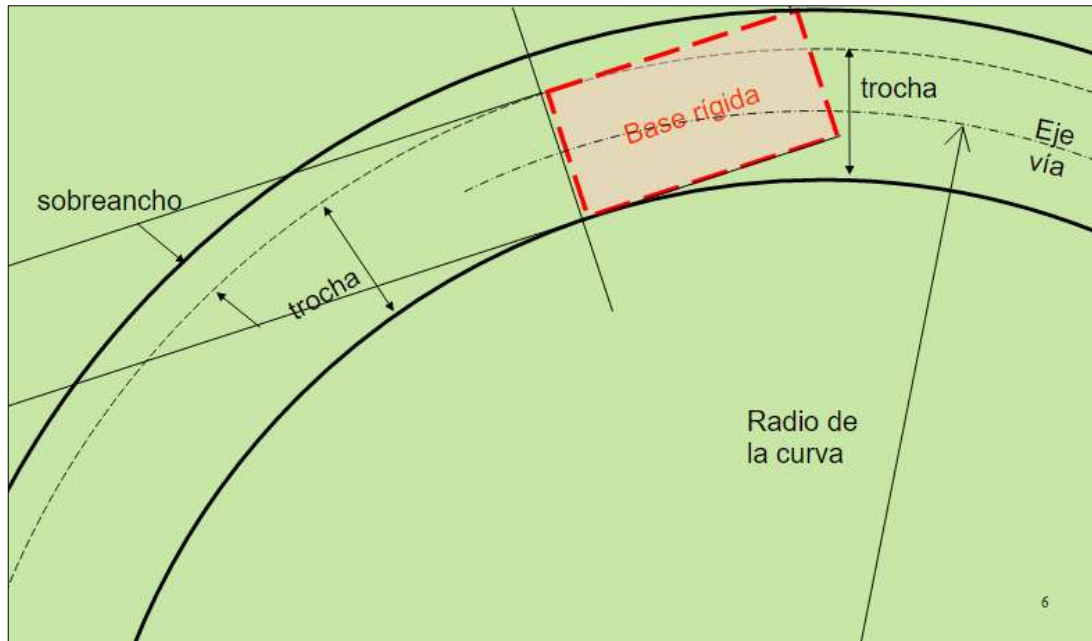 trocha
Base rígida
Eje
vía
sobreancho
trocha
Radio de
la curva
6